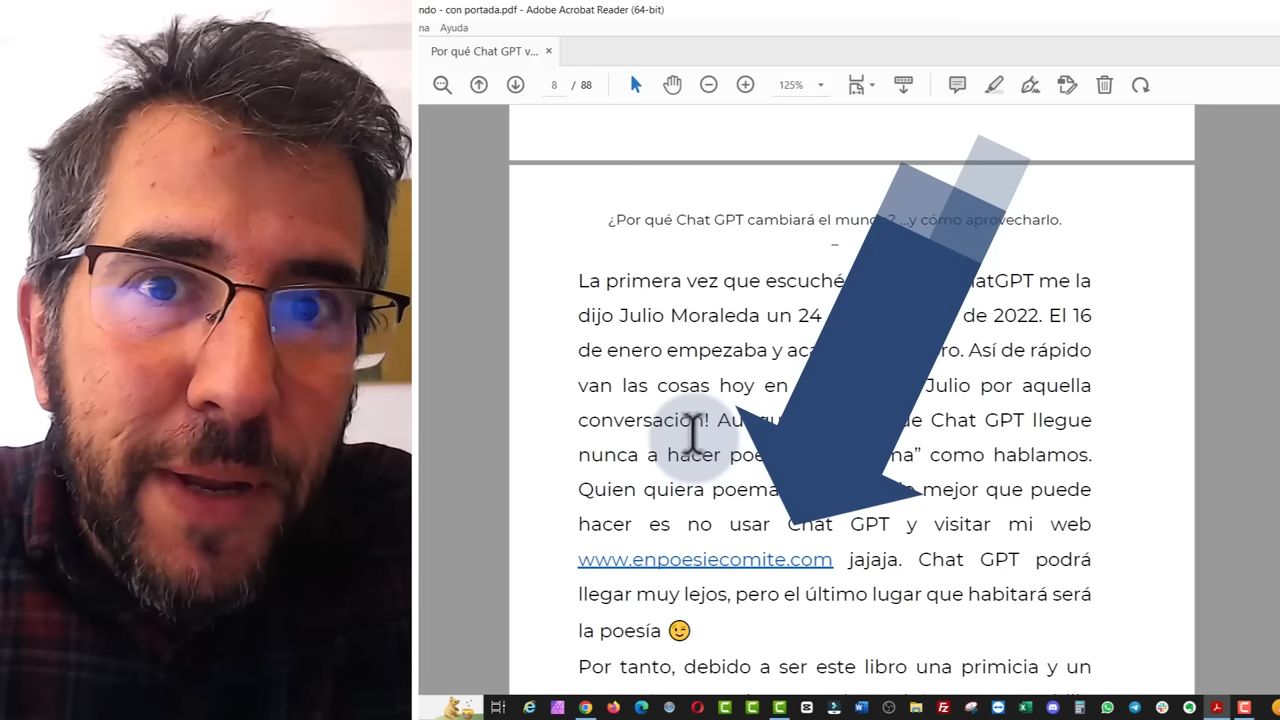 ndo - con portada.pdf - Adobe Acrobat Reader (64-bit)
na Ayuda
Por qué Chat GPT v... ×
8 / 88 125%
¿Por qué Chat GPT cambiará el mundo? ...y cómo aprovecharlo.
–
La primera vez que escuché atGPT me la
dijo Julio Moraleda un 24 de 2022. El 16
de enero empezaba y ro. Así de rápido
van las cosas hoy en Julio por aquella
conversación! de Chat GPT llegue
nunca a hacer na” como hablamos.
Quien quiera poema mejor que puede
hacer es no usar Chat GPT y visitar mi web
www.enpoesiecomite.com jajaja. Chat GPT podrá
llegar muy lejos, pero el último lugar que habitará será
la poesía 😉
Por tanto, debido a ser este libro una primicia y un